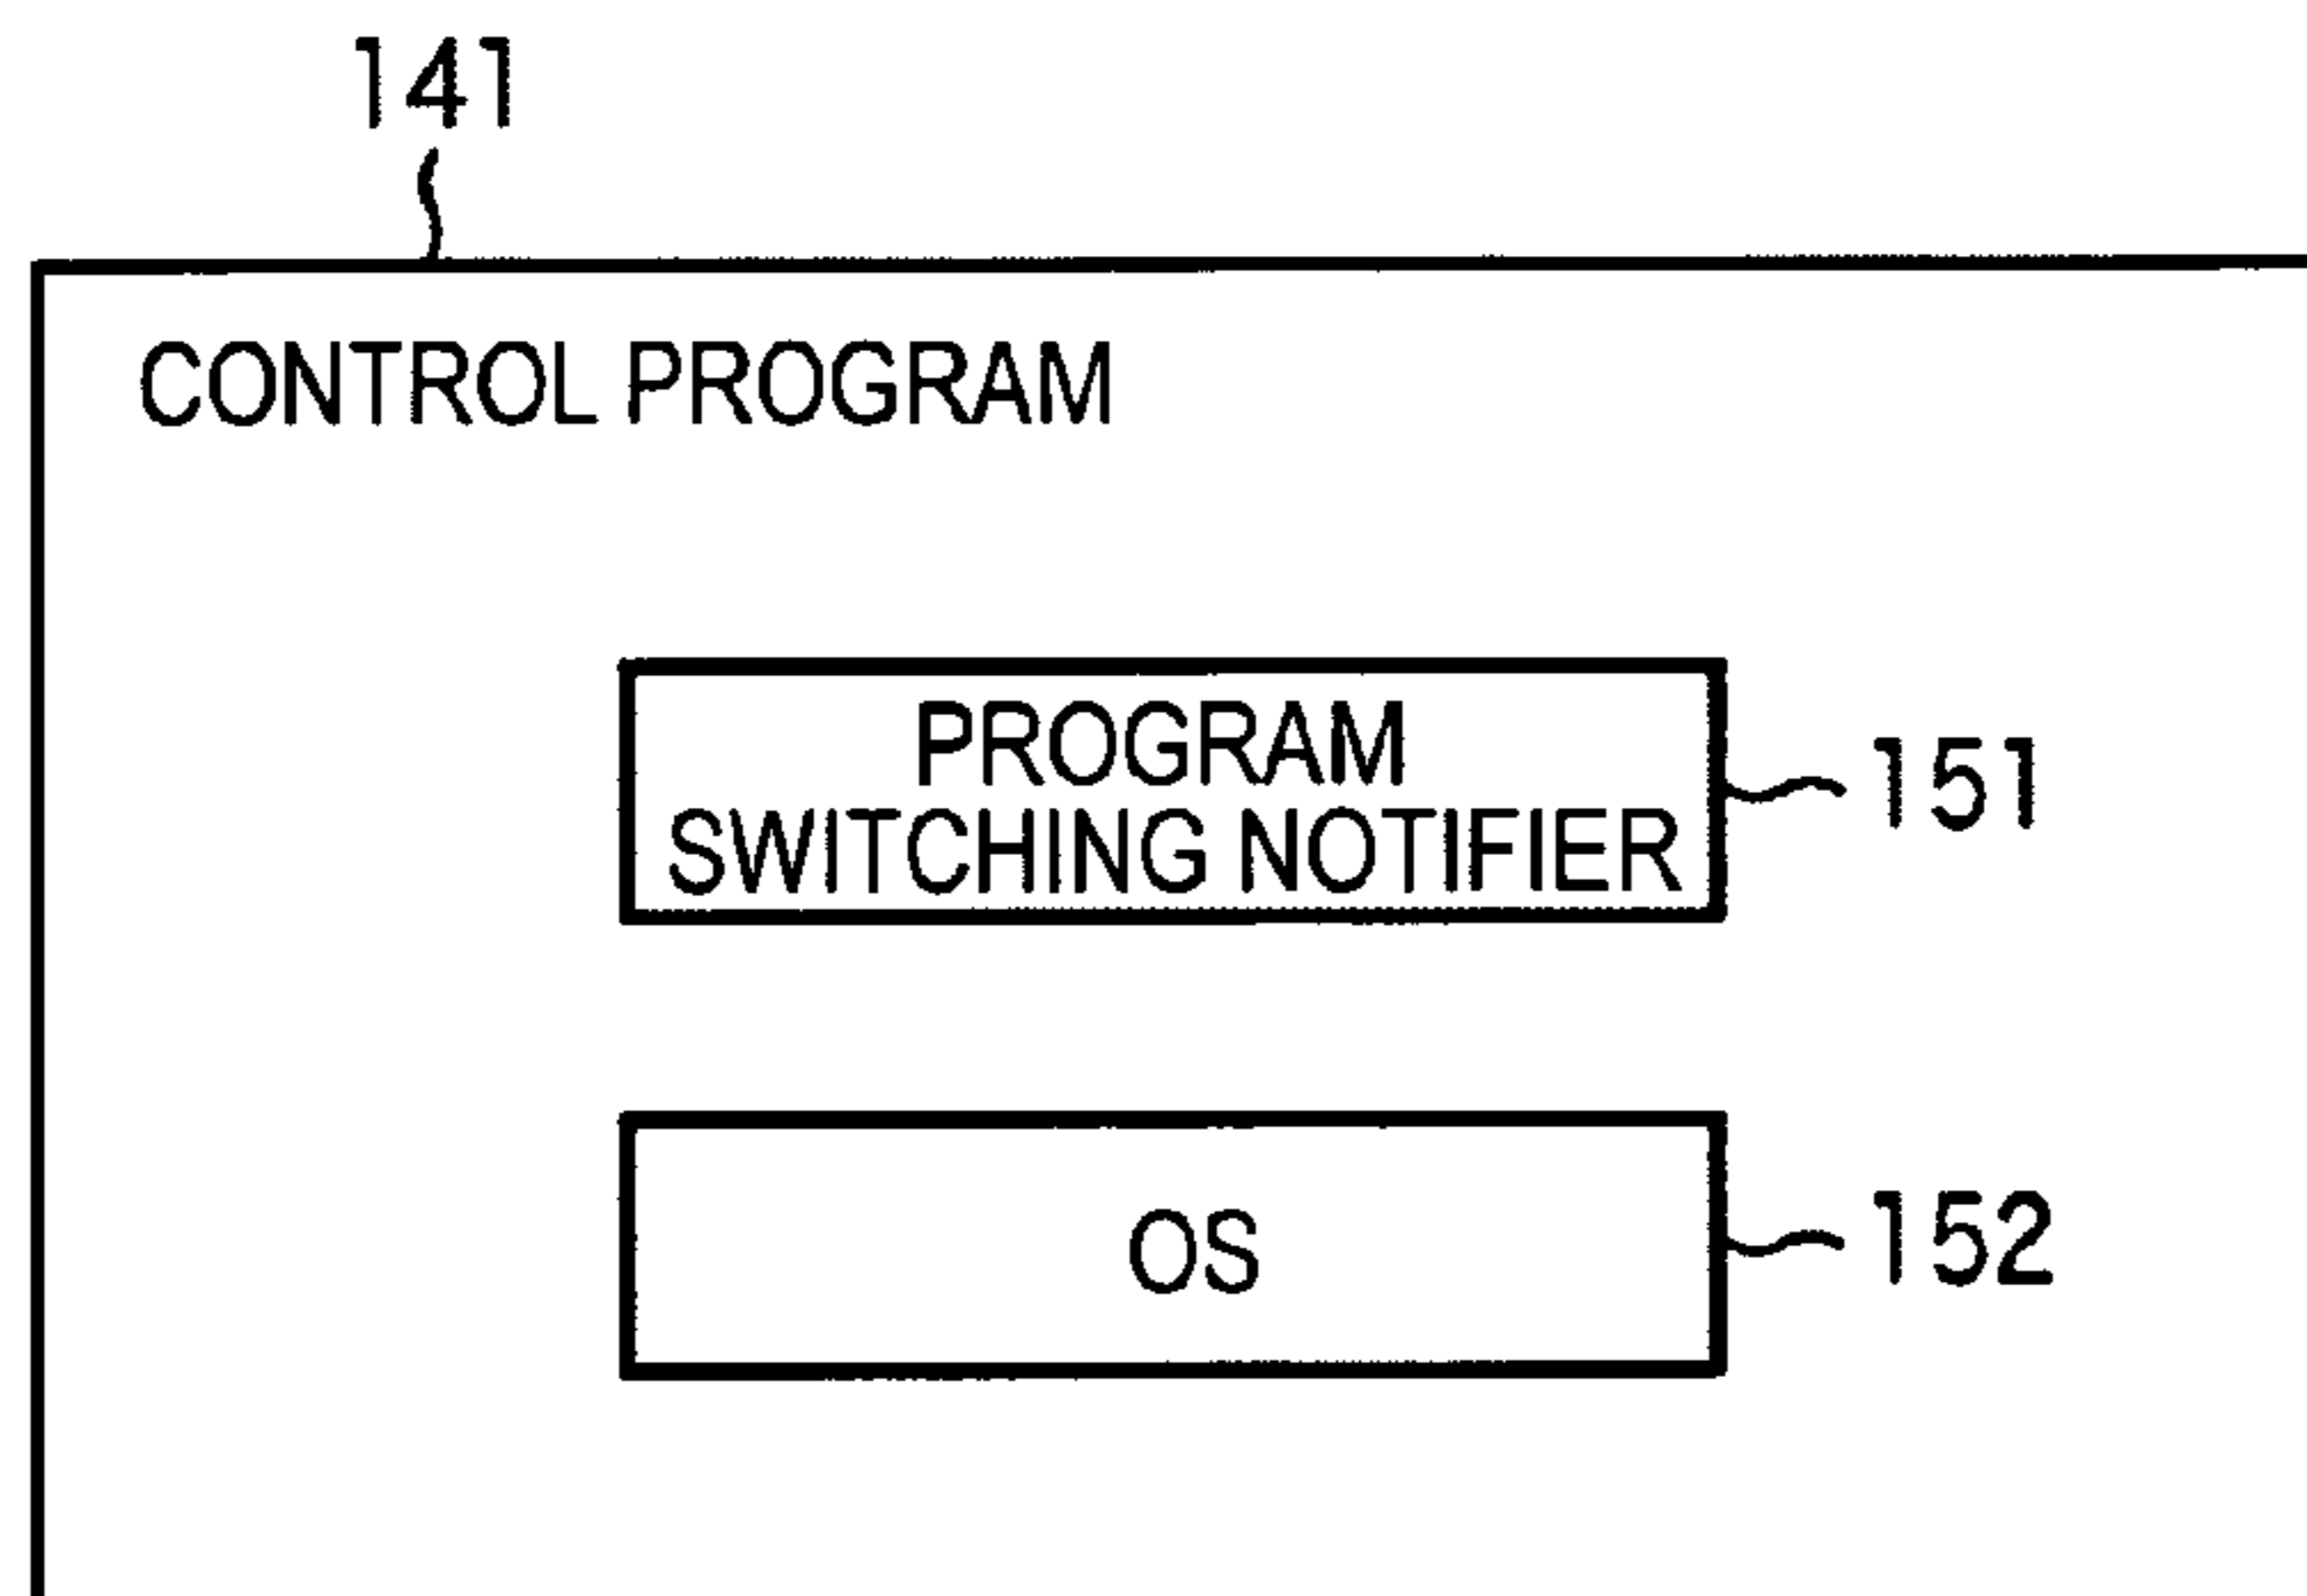 141
CONTROL PROGRAM
PROGRAM
SWITCHING NOTIFIER
151
OS
152